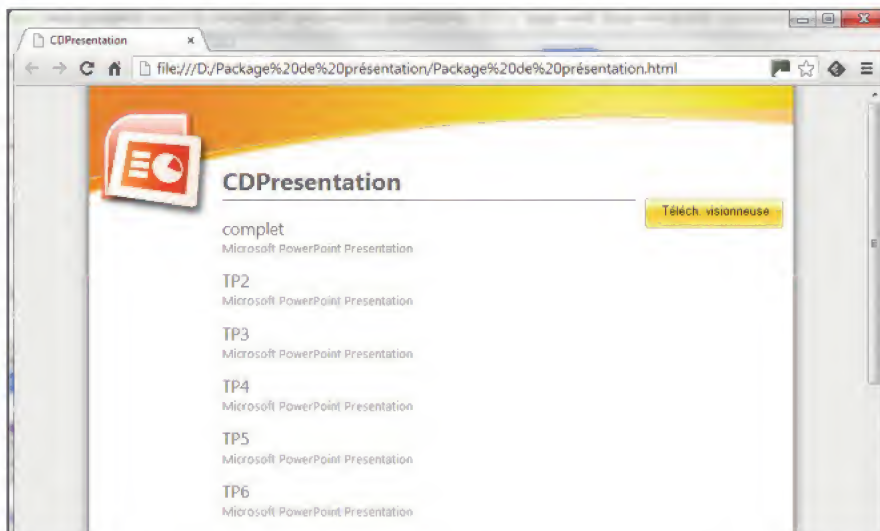 CDPresentation
file:///D:/Package%20de%20présentation/Package%20de%20présentation.html
CDPresentation
Téléch. visionneuse
complet
Microsoft PowerPoint Presentation
TP2
Microsoft PowerPoint Presentation
TP3
Microsoft PowerPoint Presentation
TP4
Microsoft PowerPoint Presentation
TP5
Microsoft PowerPoint Presentation
TP6
Microsoft PowerPoint Presentation